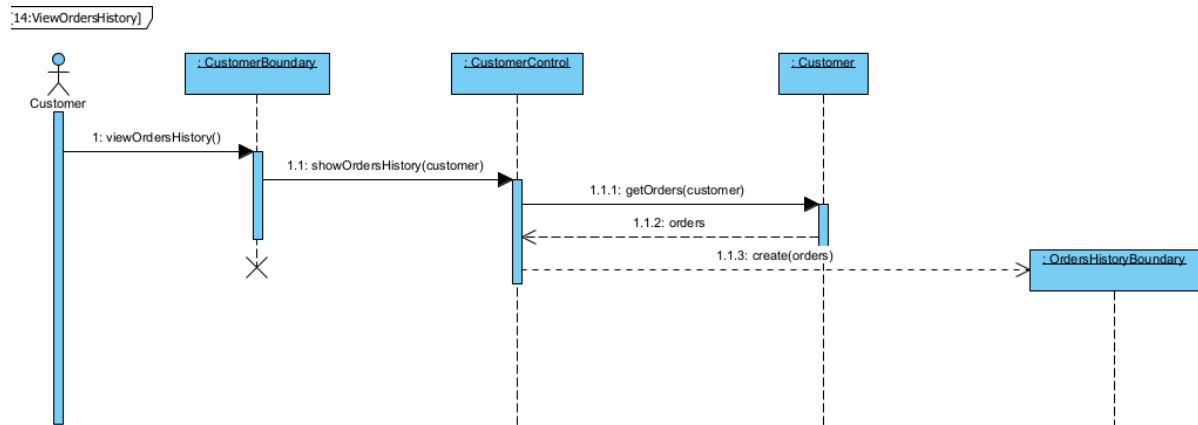 [14:ViewOrdersHistory]
: CustomerBoundary
: CustomerControl
: Customer
Customer
1: viewOrdersHistory()
1.1: showOrdersHistory(customer)
1.1.1: getOrders(customer)
1.1.2: orders
1.1.3: create(orders)
: OrdersHistoryBoundary